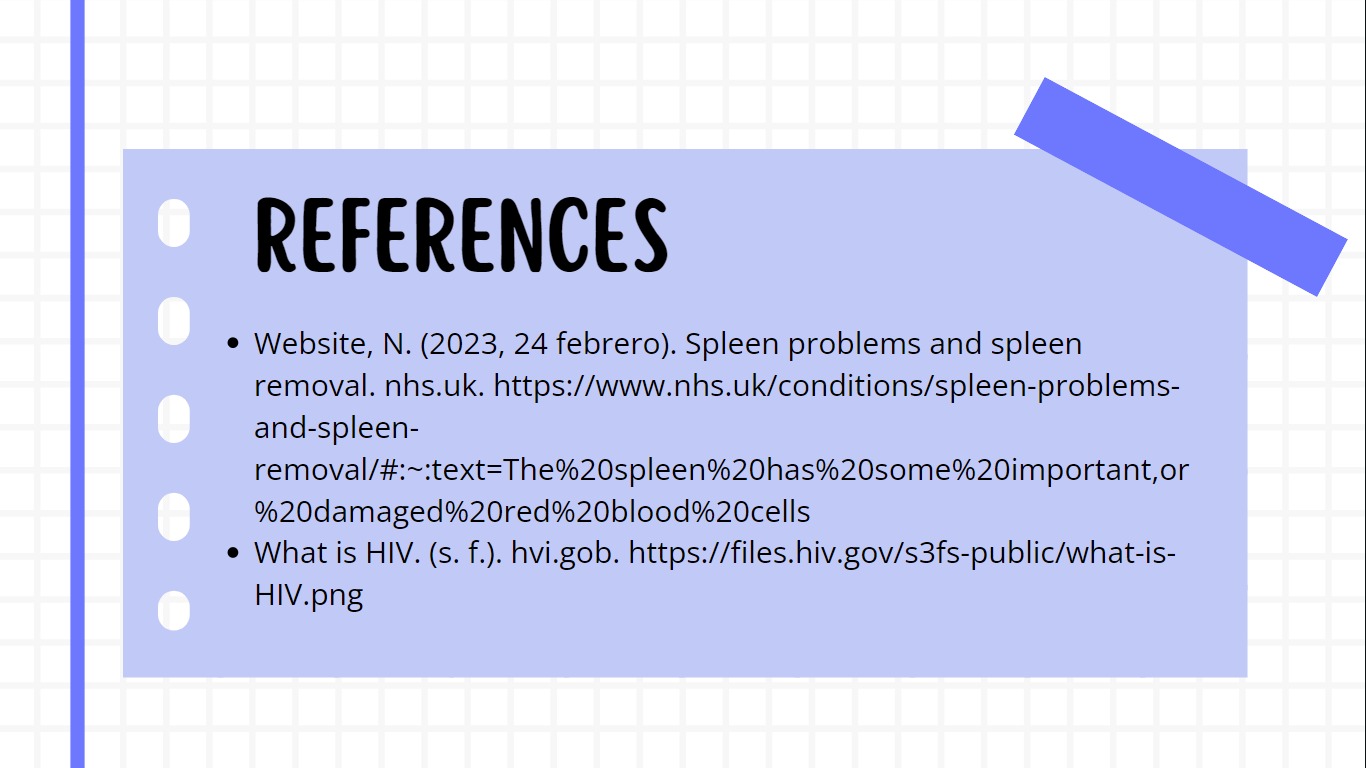 REFERENCES
• Website, N. (2023, 24 febrero). Spleen problems and spleen
removal. nhs.uk. https://www.nhs.uk/conditions/spleen-problems-
and-spleen-
removal/#:~:text=The%20spleen%20has%20some%20important,or
%20damaged%20red%20blood%20cells
• What is HIV. (s. f.). hvi.gob. https://files.hiv.gov/s3fs-public/what-is-
HIV.png